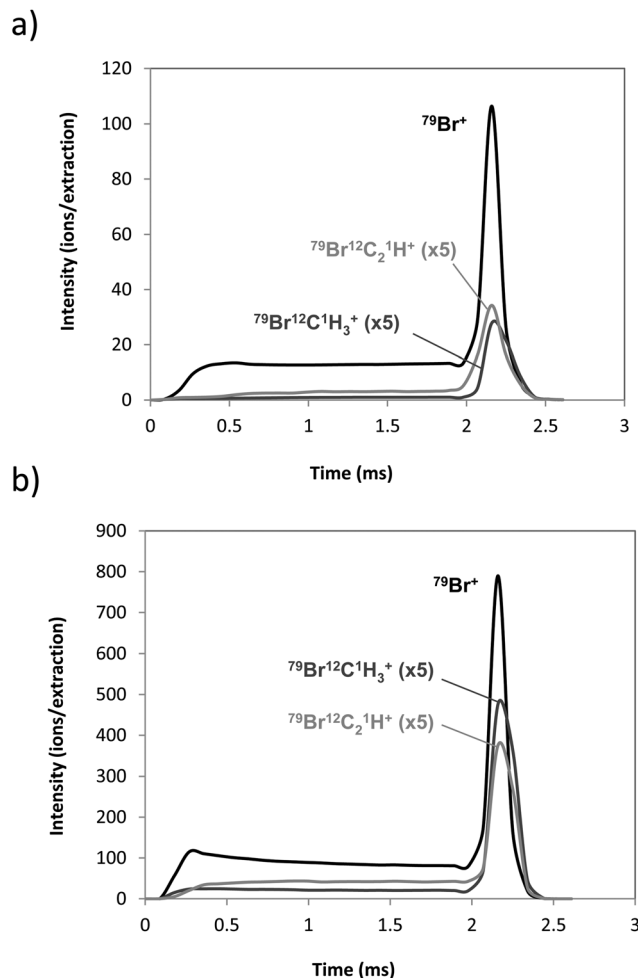 a)
120
100
80
60
40
20
0
Intensity (ions/extraction)
⁷⁹Br⁺
⁷⁹Br¹²C₂¹H⁺ (x5)
⁷⁹Br¹²C¹H₃⁺ (x5)
0 0.5 1 1.5 2 2.5 3
Time (ms)
b)
900
800
700
600
500
400
300
200
100
0
Intensity (ions/extraction)
⁷⁹Br⁺
⁷⁹Br¹²C¹H₃⁺ (x5)
⁷⁹Br¹²C₂¹H⁺ (x5)
0 0.5 1 1.5 2 2.5 3
Time (ms)